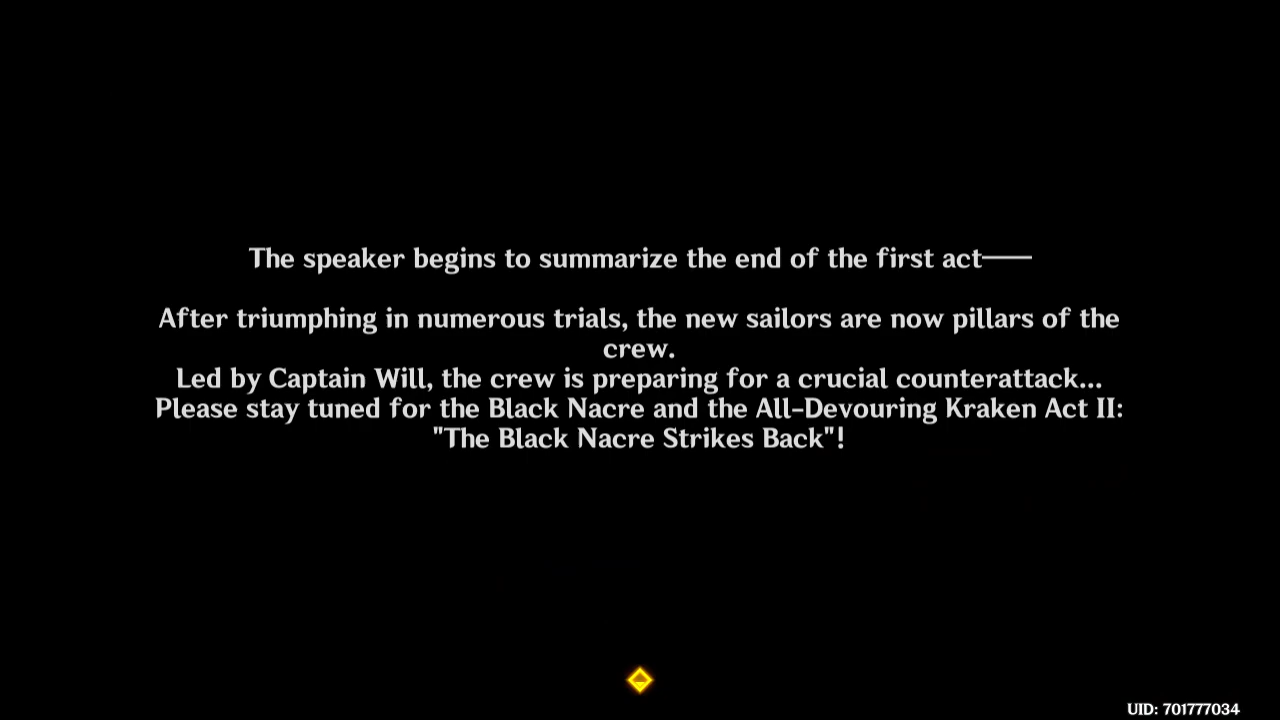 The speaker begins to summarize the end of the first act——
After triumphing in numerous trials, the new sailors are now pillars of the
crew.
Led by Captain Will, the crew is preparing for a crucial counterattack...
Please stay tuned for the Black Nacre and the All-Devouring Kraken Act II:
"The Black Nacre Strikes Back"!
UID: 701777034